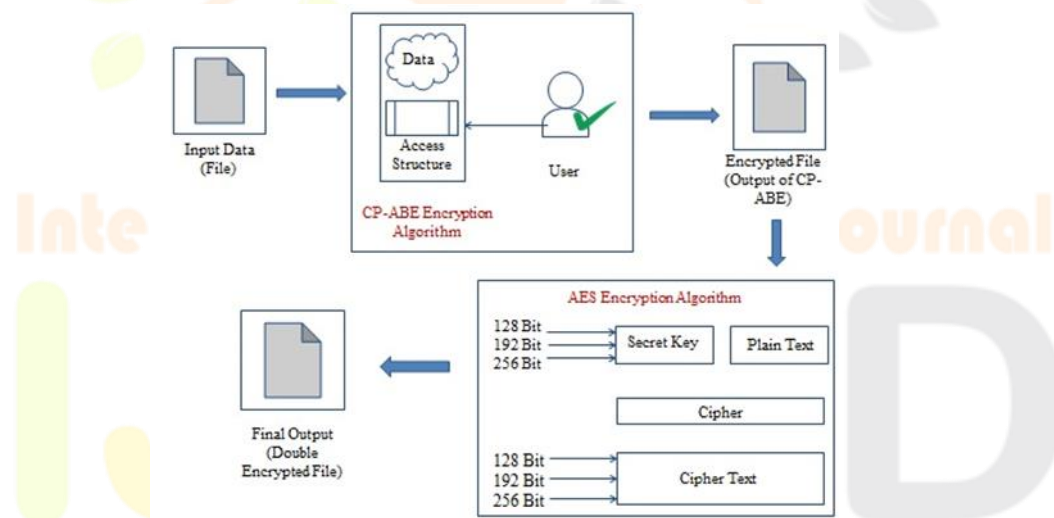 Data
Input Data
(File)
Access
Structure
User
CP-ABE Encryption
Algorithm
Encrypted File
(Output of CP-
ABE)
AES Encryption Algorithm
128 Bit
192 Bit
256 Bit
Secret Key
Plain Text
Cipher
128 Bit
192 Bit
256 Bit
Cipher Text
Final Output
(Double
Encrypted File)
Inte
ournal